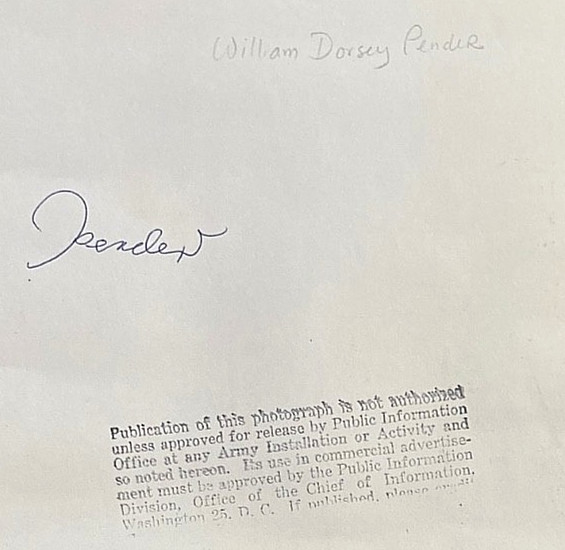 William Dorsey Pender
Pender
Publication of this photograph is not authorized
unless approved for release by Public Information
Office at any Army Installation or Activity and
so noted hereon. Its use in commercial advertise-
ment must be approved by the Public Information
Division, Office of the Chief of Information,
Washington 25, D. C. If published, please credit